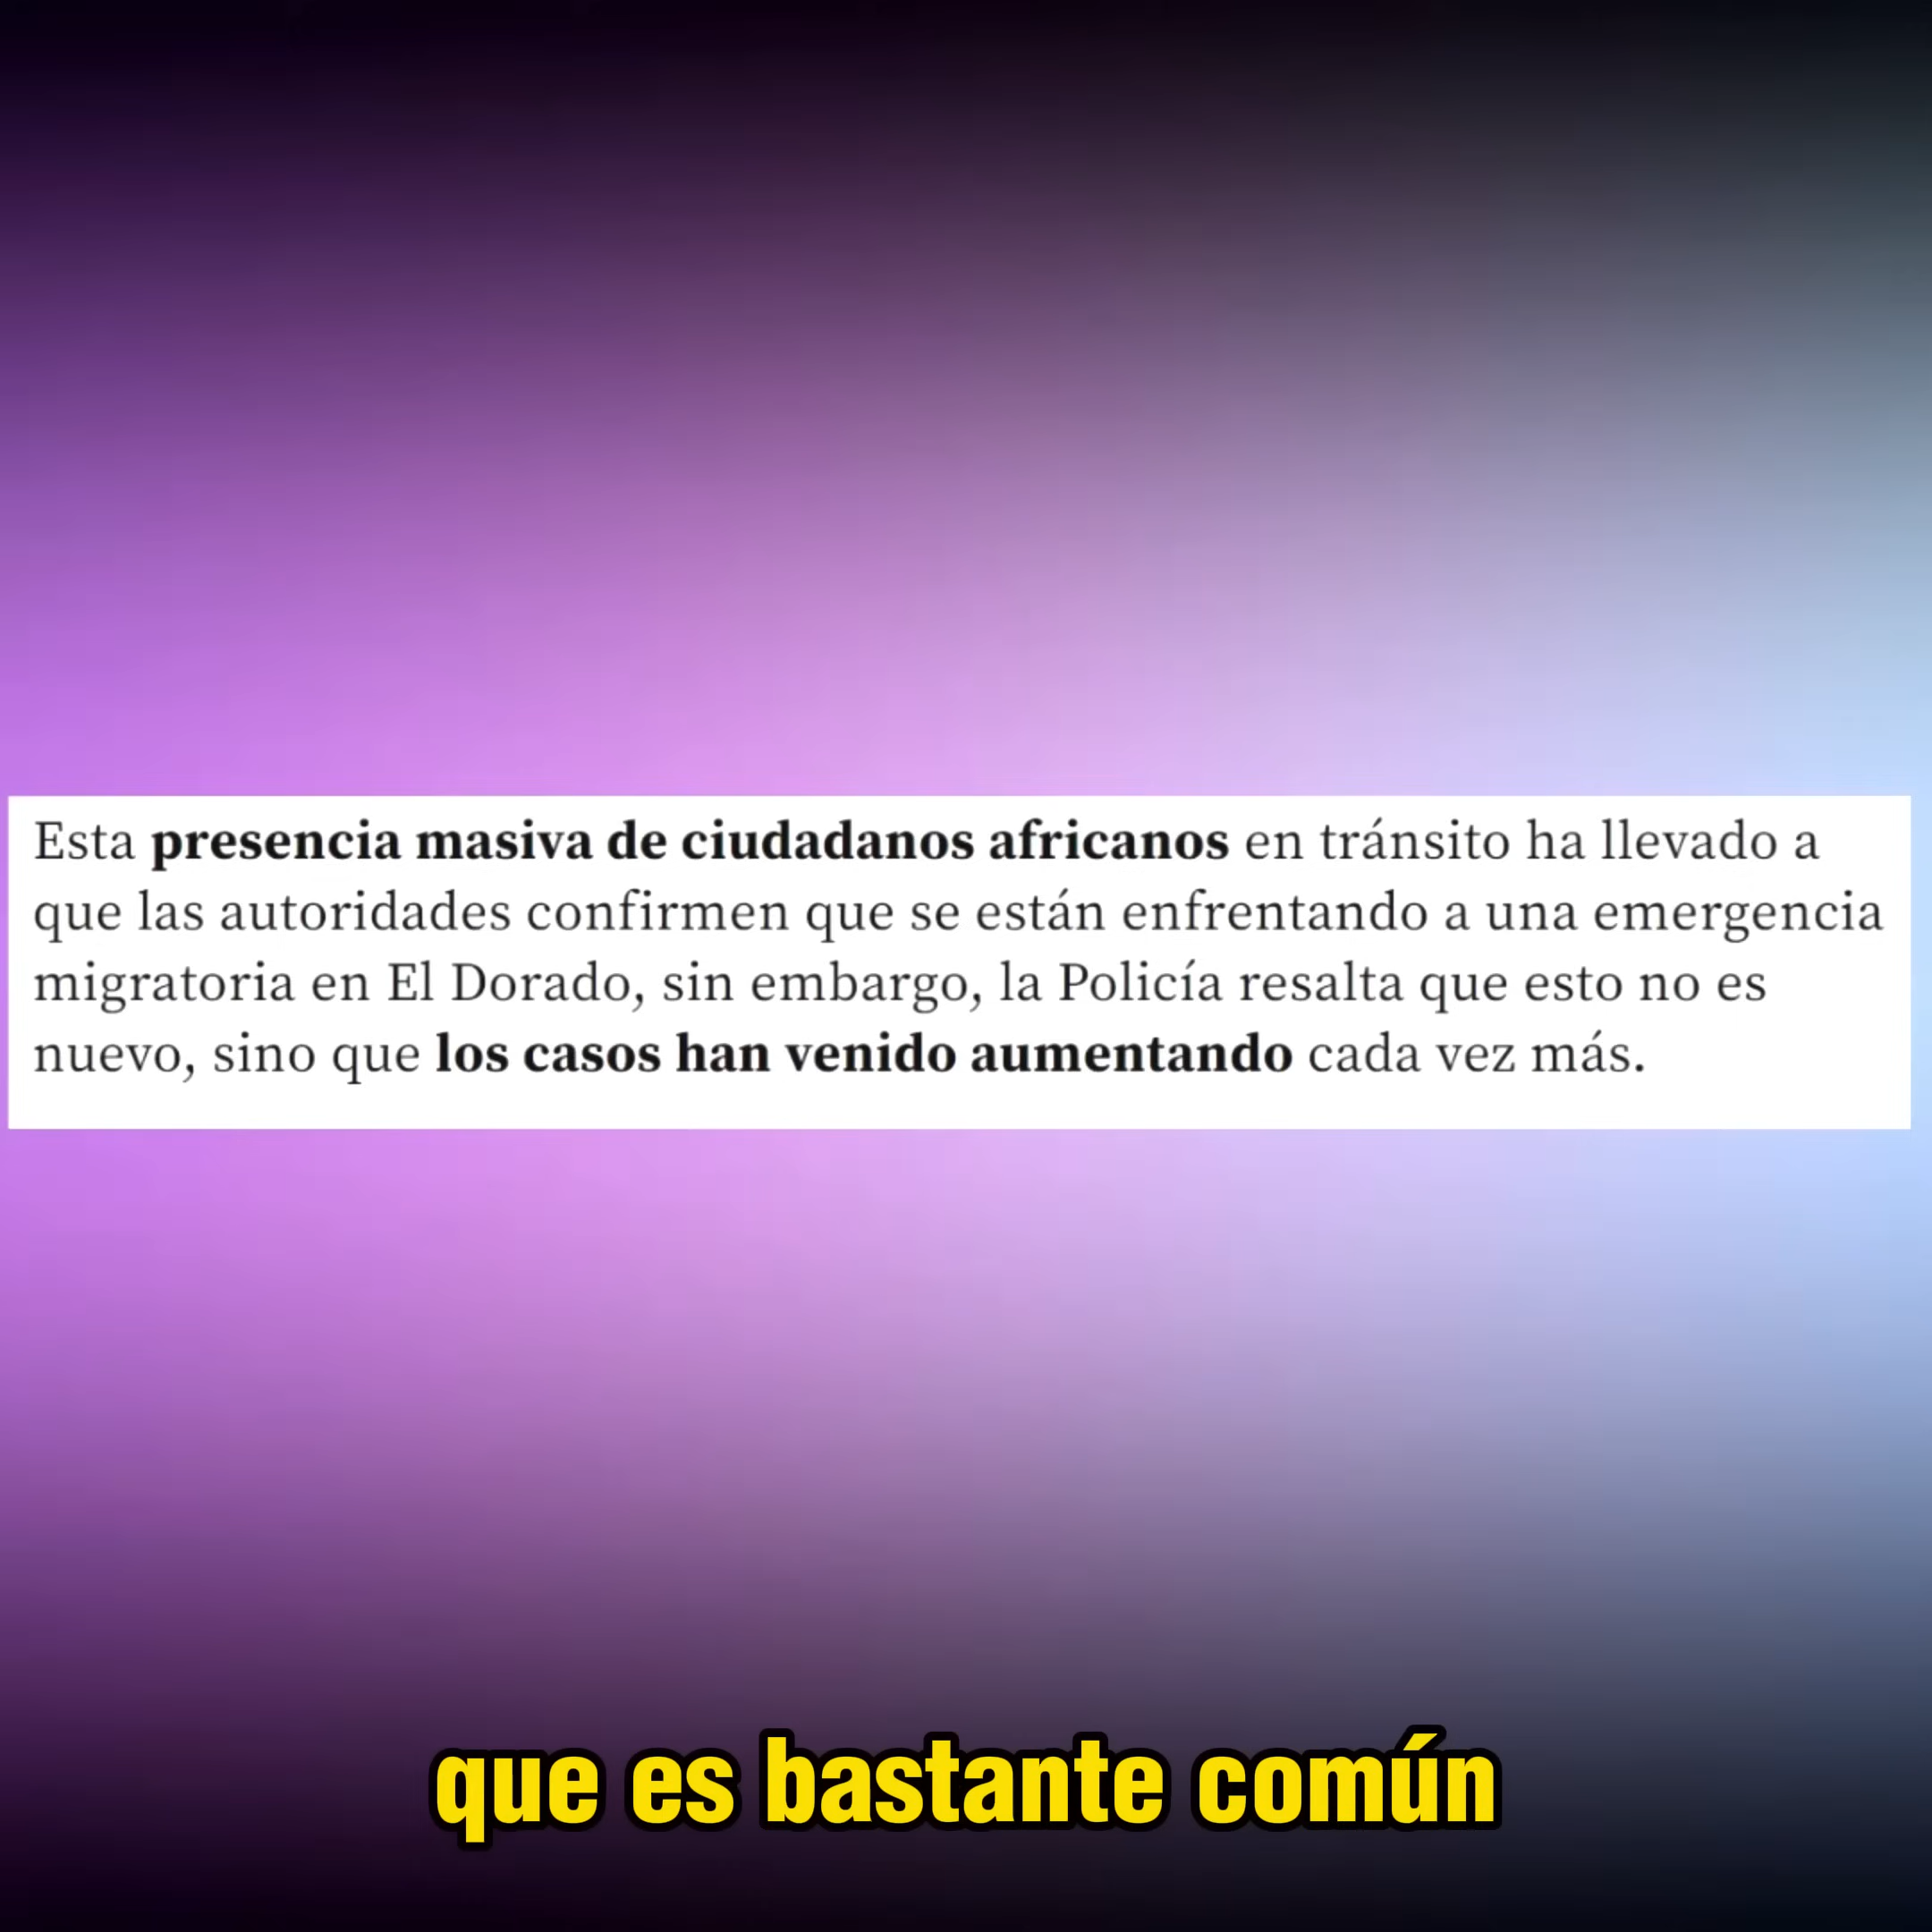 Esta presencia masiva de ciudadanos africanos en tránsito ha llevado a
que las autoridades confirmen que se están enfrentando a una emergencia
migratoria en El Dorado, sin embargo, la Policía resalta que esto no es
nuevo, sino que los casos han venido aumentando cada vez más.
que es bastante común